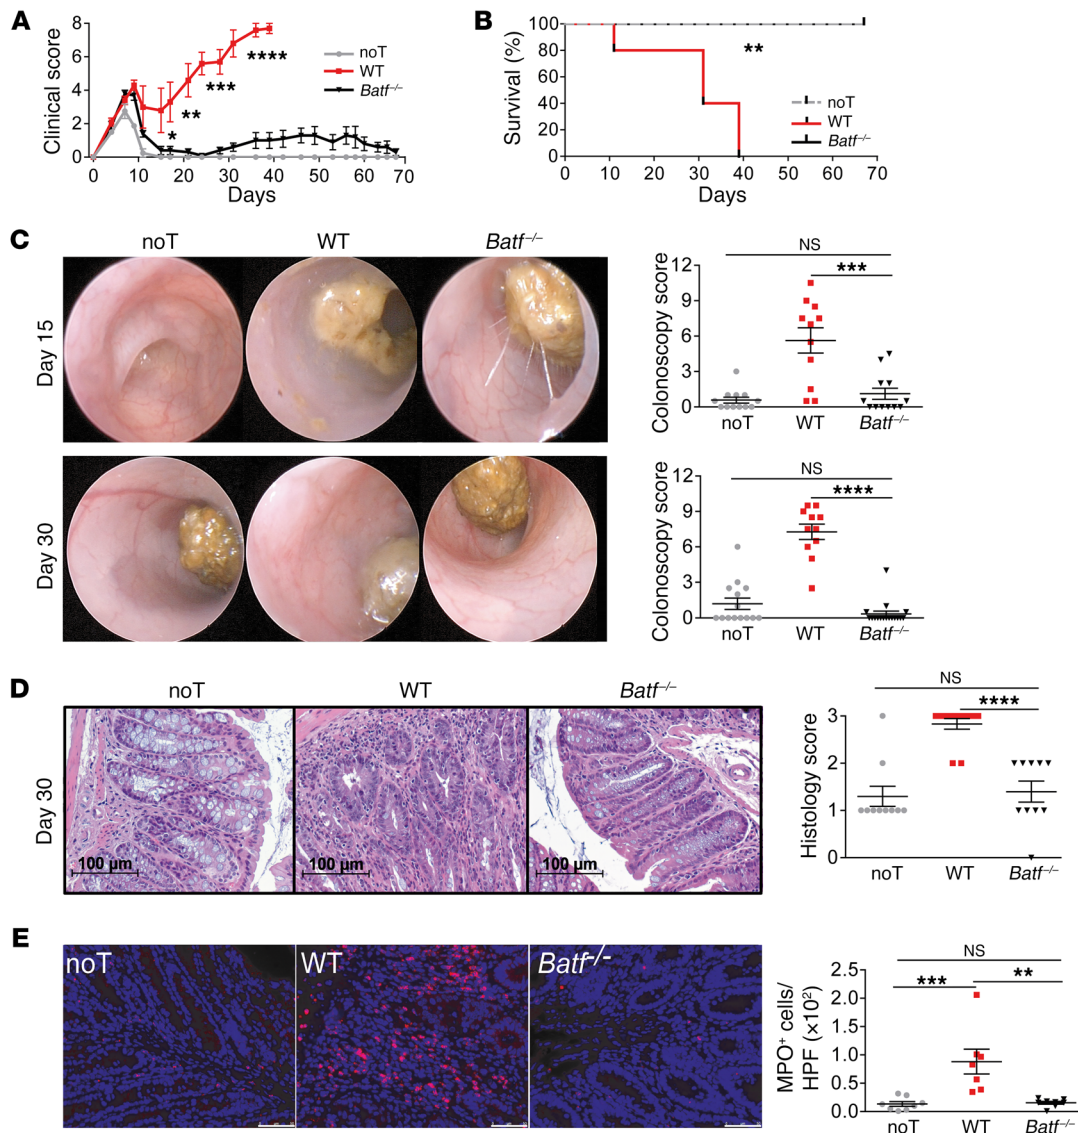 A
Clinical score
8
6
4
2
0
0 10 20 30 40 50 60 70
Days
* ** *** ****
noT
WT
Batf–/–
B
Survival (%)
100
80
60
40
20
0
0 10 20 30 40 50 60 70
Days
**
noT
WT
Batf–/–
C
noT WT Batf–/–
Day 15
Colonoscopy score
12
9
6
3
0
NS
***
noT WT Batf–/–
Day 30
Colonoscopy score
12
9
6
3
0
NS
****
noT WT Batf–/–
D
noT WT Batf–/–
Day 30
100 µm 100 µm 100 µm
Histology score
3
2
1
0
NS
****
noT WT Batf–/–
E
noT WT Batf-/-
MPO+ cells/
HPF (×10²)
2.5
2.0
1.5
1.0
0.5
0.0
NS
*** **
noT WT Batf–/–